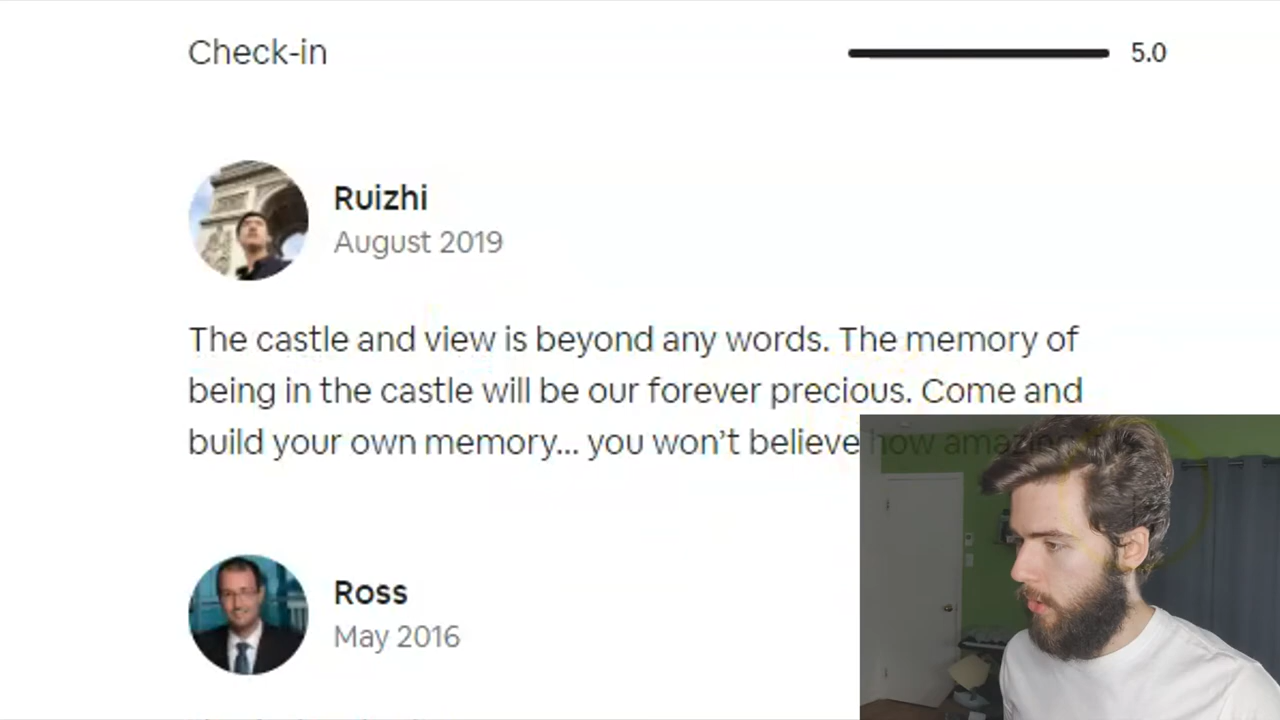 Check-in
5.0
Ruizhi
August 2019
The castle and view is beyond any words. The memory of
being in the castle will be our forever precious. Come and
build your own memory... you won’t believe how amazing
Ross
May 2016